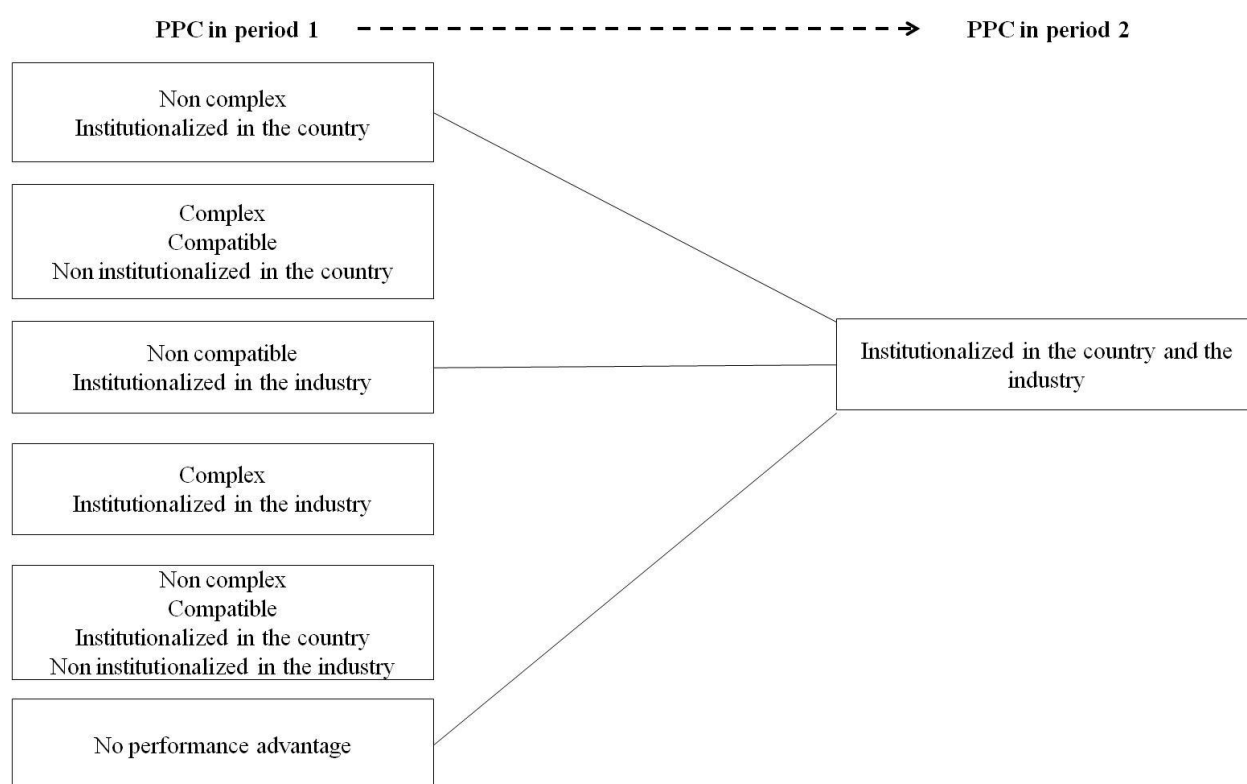 PPC in period 1
PPC in period 2
Non complex
Institutionalized in the country
Complex
Compatible
Non institutionalized in the country
Non compatible
Institutionalized in the industry
Complex
Institutionalized in the industry
Non complex
Compatible
Institutionalized in the country
Non institutionalized in the industry
No performance advantage
Institutionalized in the country and the
industry